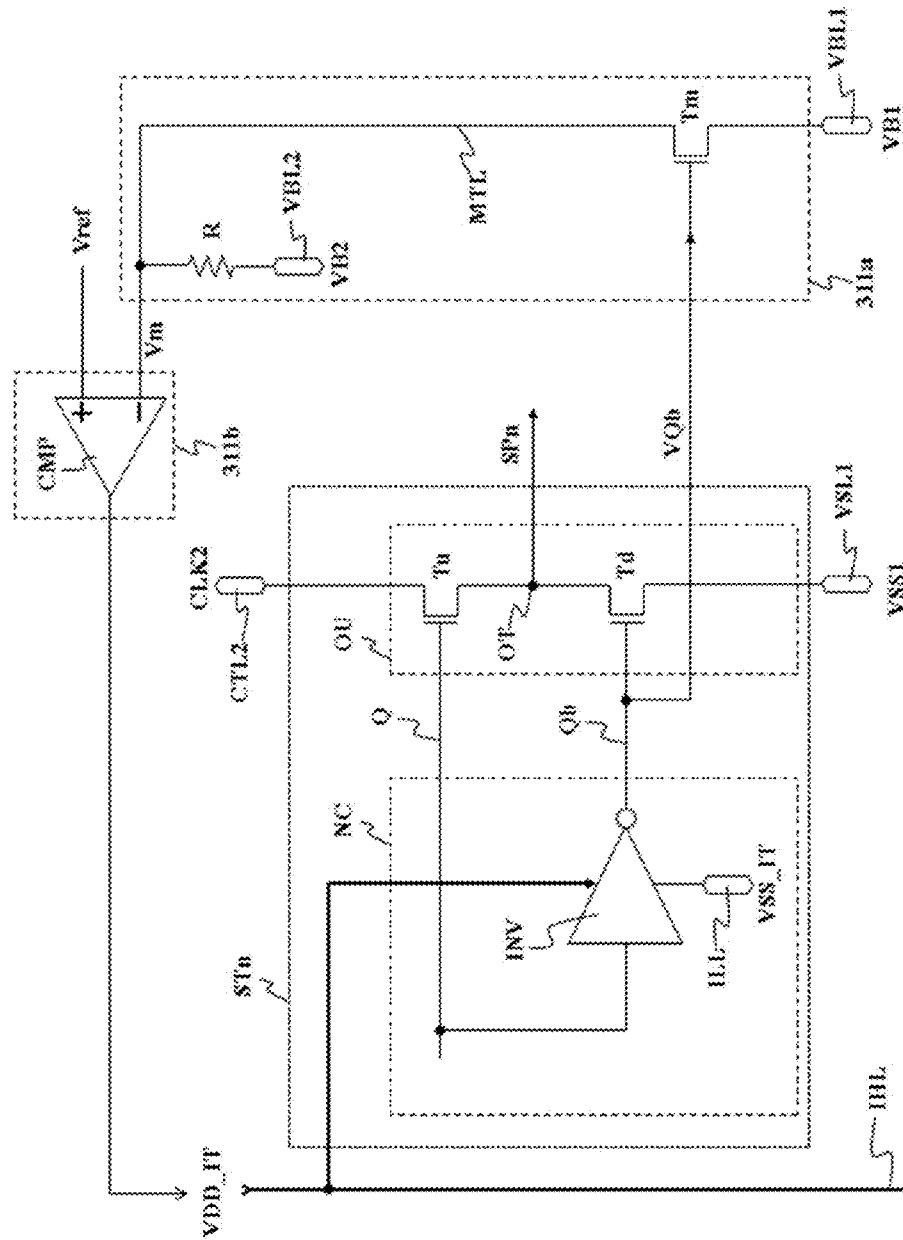 Vref
CMP
311b
Vm
R
VBL2
VB2
MTL
Tm
VBL1
VB1
311a
CLK2
CTL2
OU
Tu
SPn
OT
Td
VQb
VSL1
VSS1
Q
Qb
NC
INV
ILL
VSS_IT
STn
VDD_IT
IHL